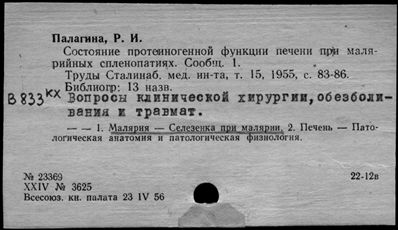 Палагина, Р. И.
Состояние протеиногенной функции печени при маля-
рийных спленопатиях. Сообщ. 1.
Труды Сталинаб. мед. ин-та, т. 15, 1955, с. 83-86.
Библиогр: 13 назв.
В 833 кх Вопросы клинической хирургии, обезболи-
вания и травмат.
— — 1. Малярия — Селезенка при малярии. 2. Печень — Пато-
логическая анатомия и патологическая физиология.
№ 23369 22-12в
XXIV № 3625
Всесоюз. кн. палата 23 IV 56